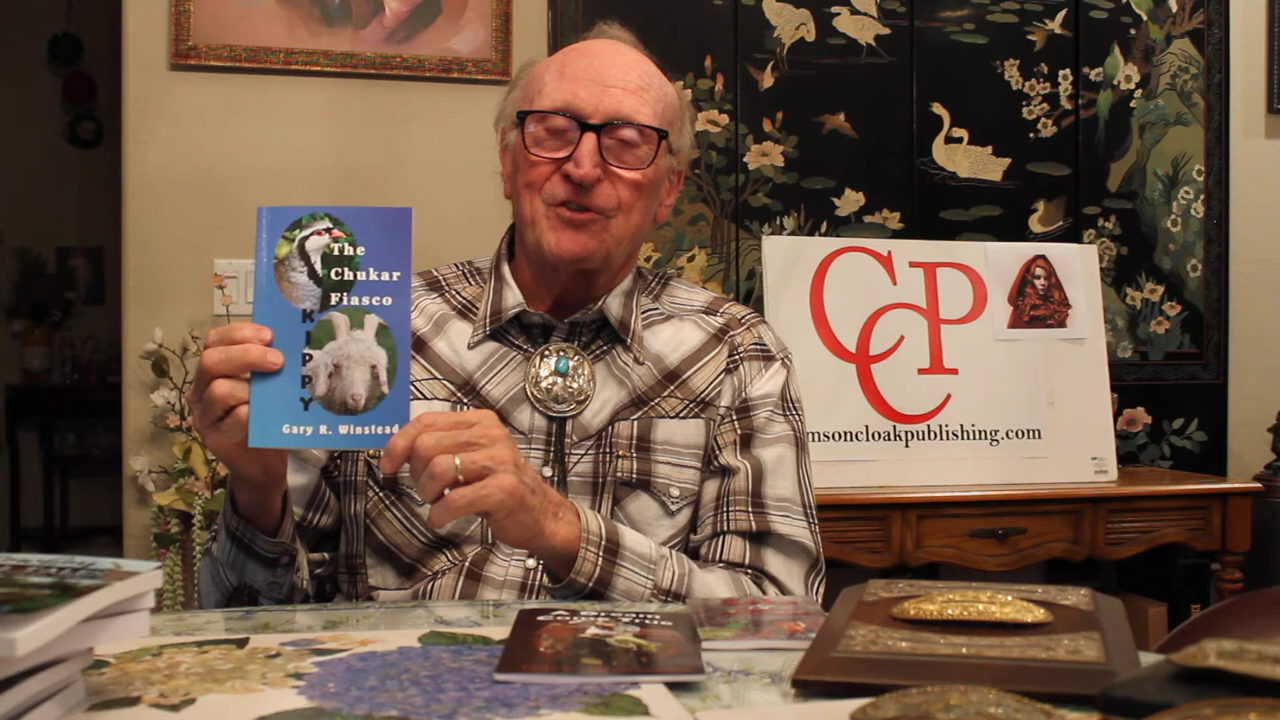 The
Chukar
Fiasco
KIPPY
Gary R. Winstead
CCP
msoncloakpublishing.com